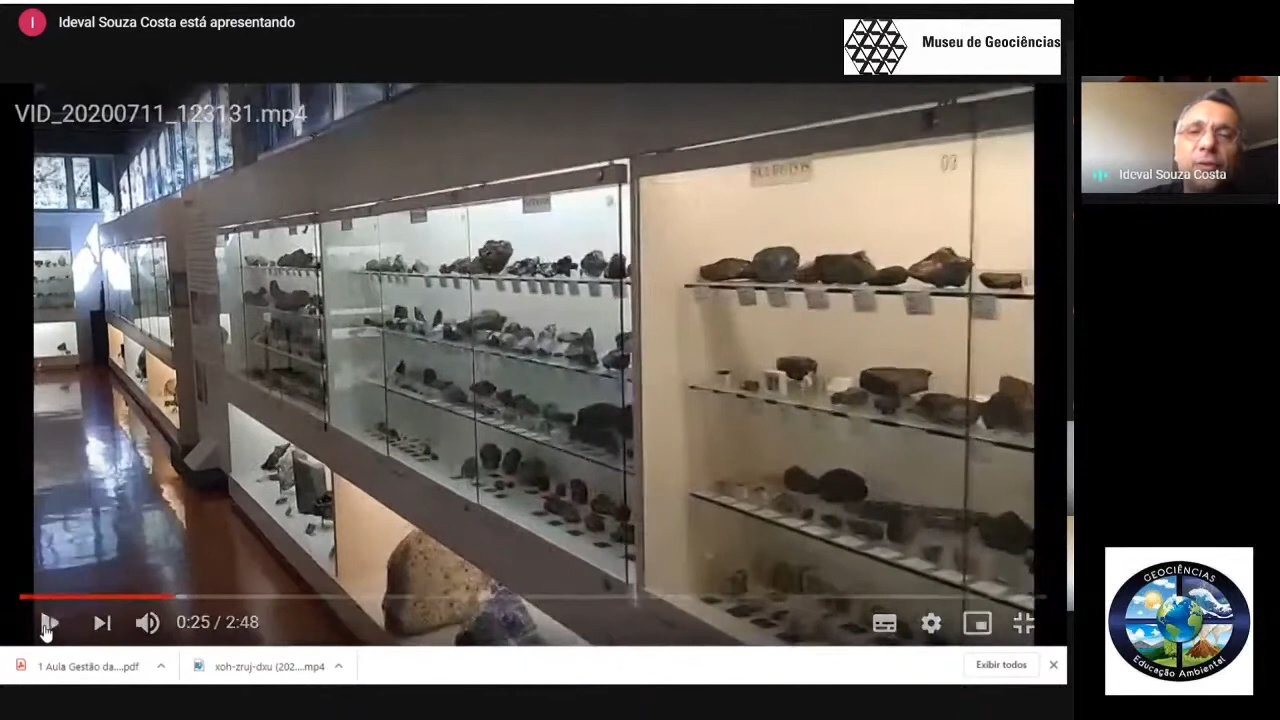 I
Ideval Souza Costa está apresentando
Museu de Geociências
VID_20200711_123131.mp4
03
Ideval Souza Costa
0:25 / 2:48
GEOCIÊNCIAS
Educação Ambiental
1 Aula Gestão da....pdf
xoh-zruj-dxu (202....mp4
Exibir todos